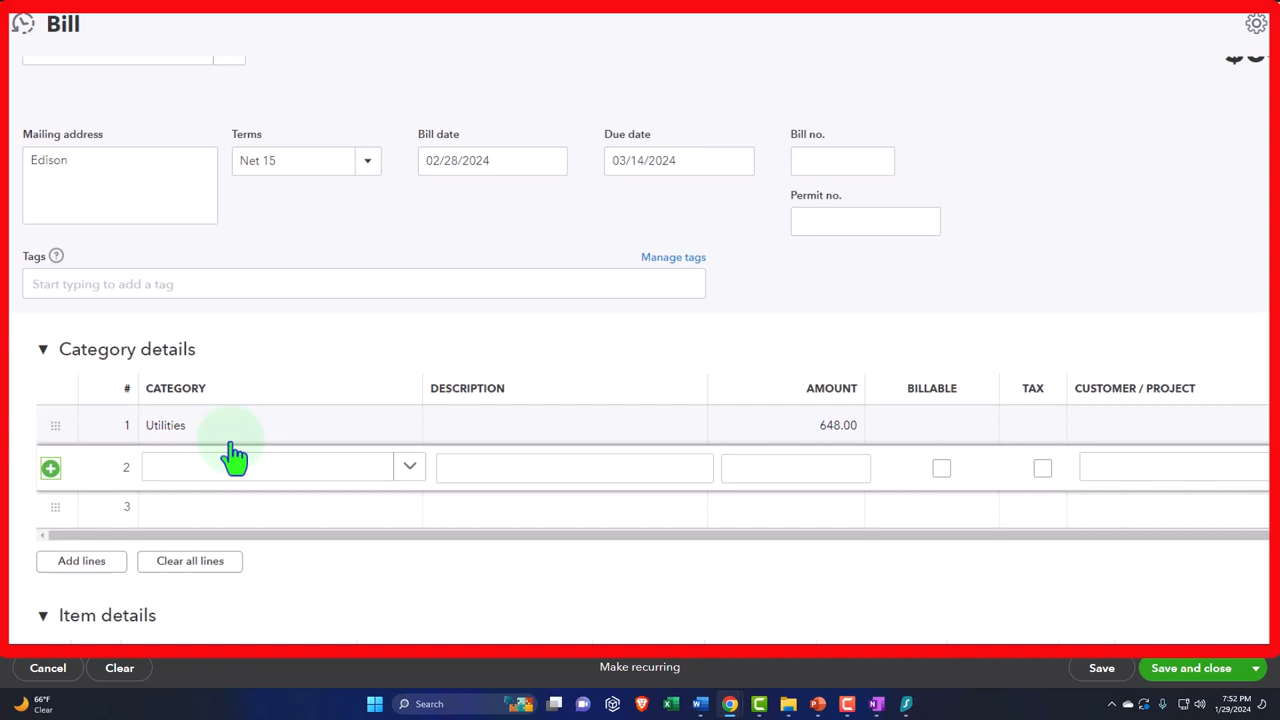 Bill
Mailing address
Terms
Bill date
Due date
Bill no.
Edison
Net 15
02/28/2024
03/14/2024
Permit no.
Tags ?
Manage tags
Start typing to add a tag
Category details
# CATEGORY DESCRIPTION AMOUNT BILLABLE TAX CUSTOMER / PROJECT
1 Utilities 648.00
2
3
Add lines
Clear all lines
Item details
Cancel
Clear
Make recurring
Save
Save and close
66°F
Clear
Search
7:52 PM
1/29/2024